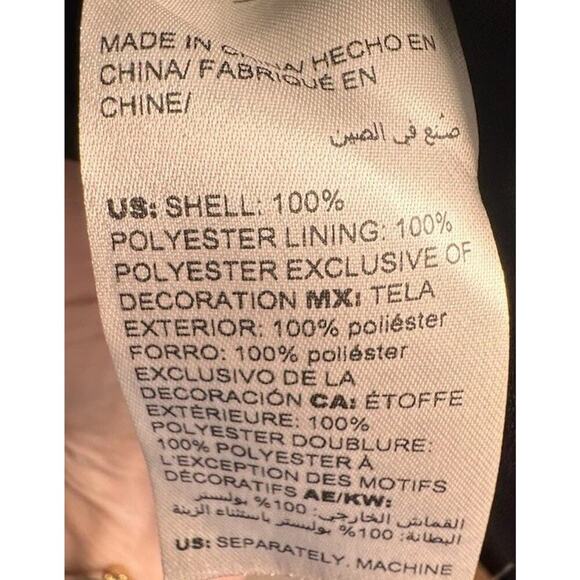 MADE IN CHINA/ HECHO EN
CHINA/ FABRIQUÉ EN
CHINE/
صنع في الصين
US: SHELL: 100%
POLYESTER LINING: 100%
POLYESTER EXCLUSIVE OF
DECORATION MX: TELA
EXTERIOR: 100% poliéster
FORRO: 100% poliéster
EXCLUSIVO DE LA
DECORACIÓN CA: ÉTOFFE
EXTÉRIEURE: 100%
POLYESTER DOUBLURE:
100% POLYESTER À
L'EXCEPTION DES MOTIFS
DÉCORATIFS AE/KW:
القماش الخارجي: 100% بوليستر
البطانة: 100% بوليستر باستثناء الزينة
US: SEPARATELY. MACHINE